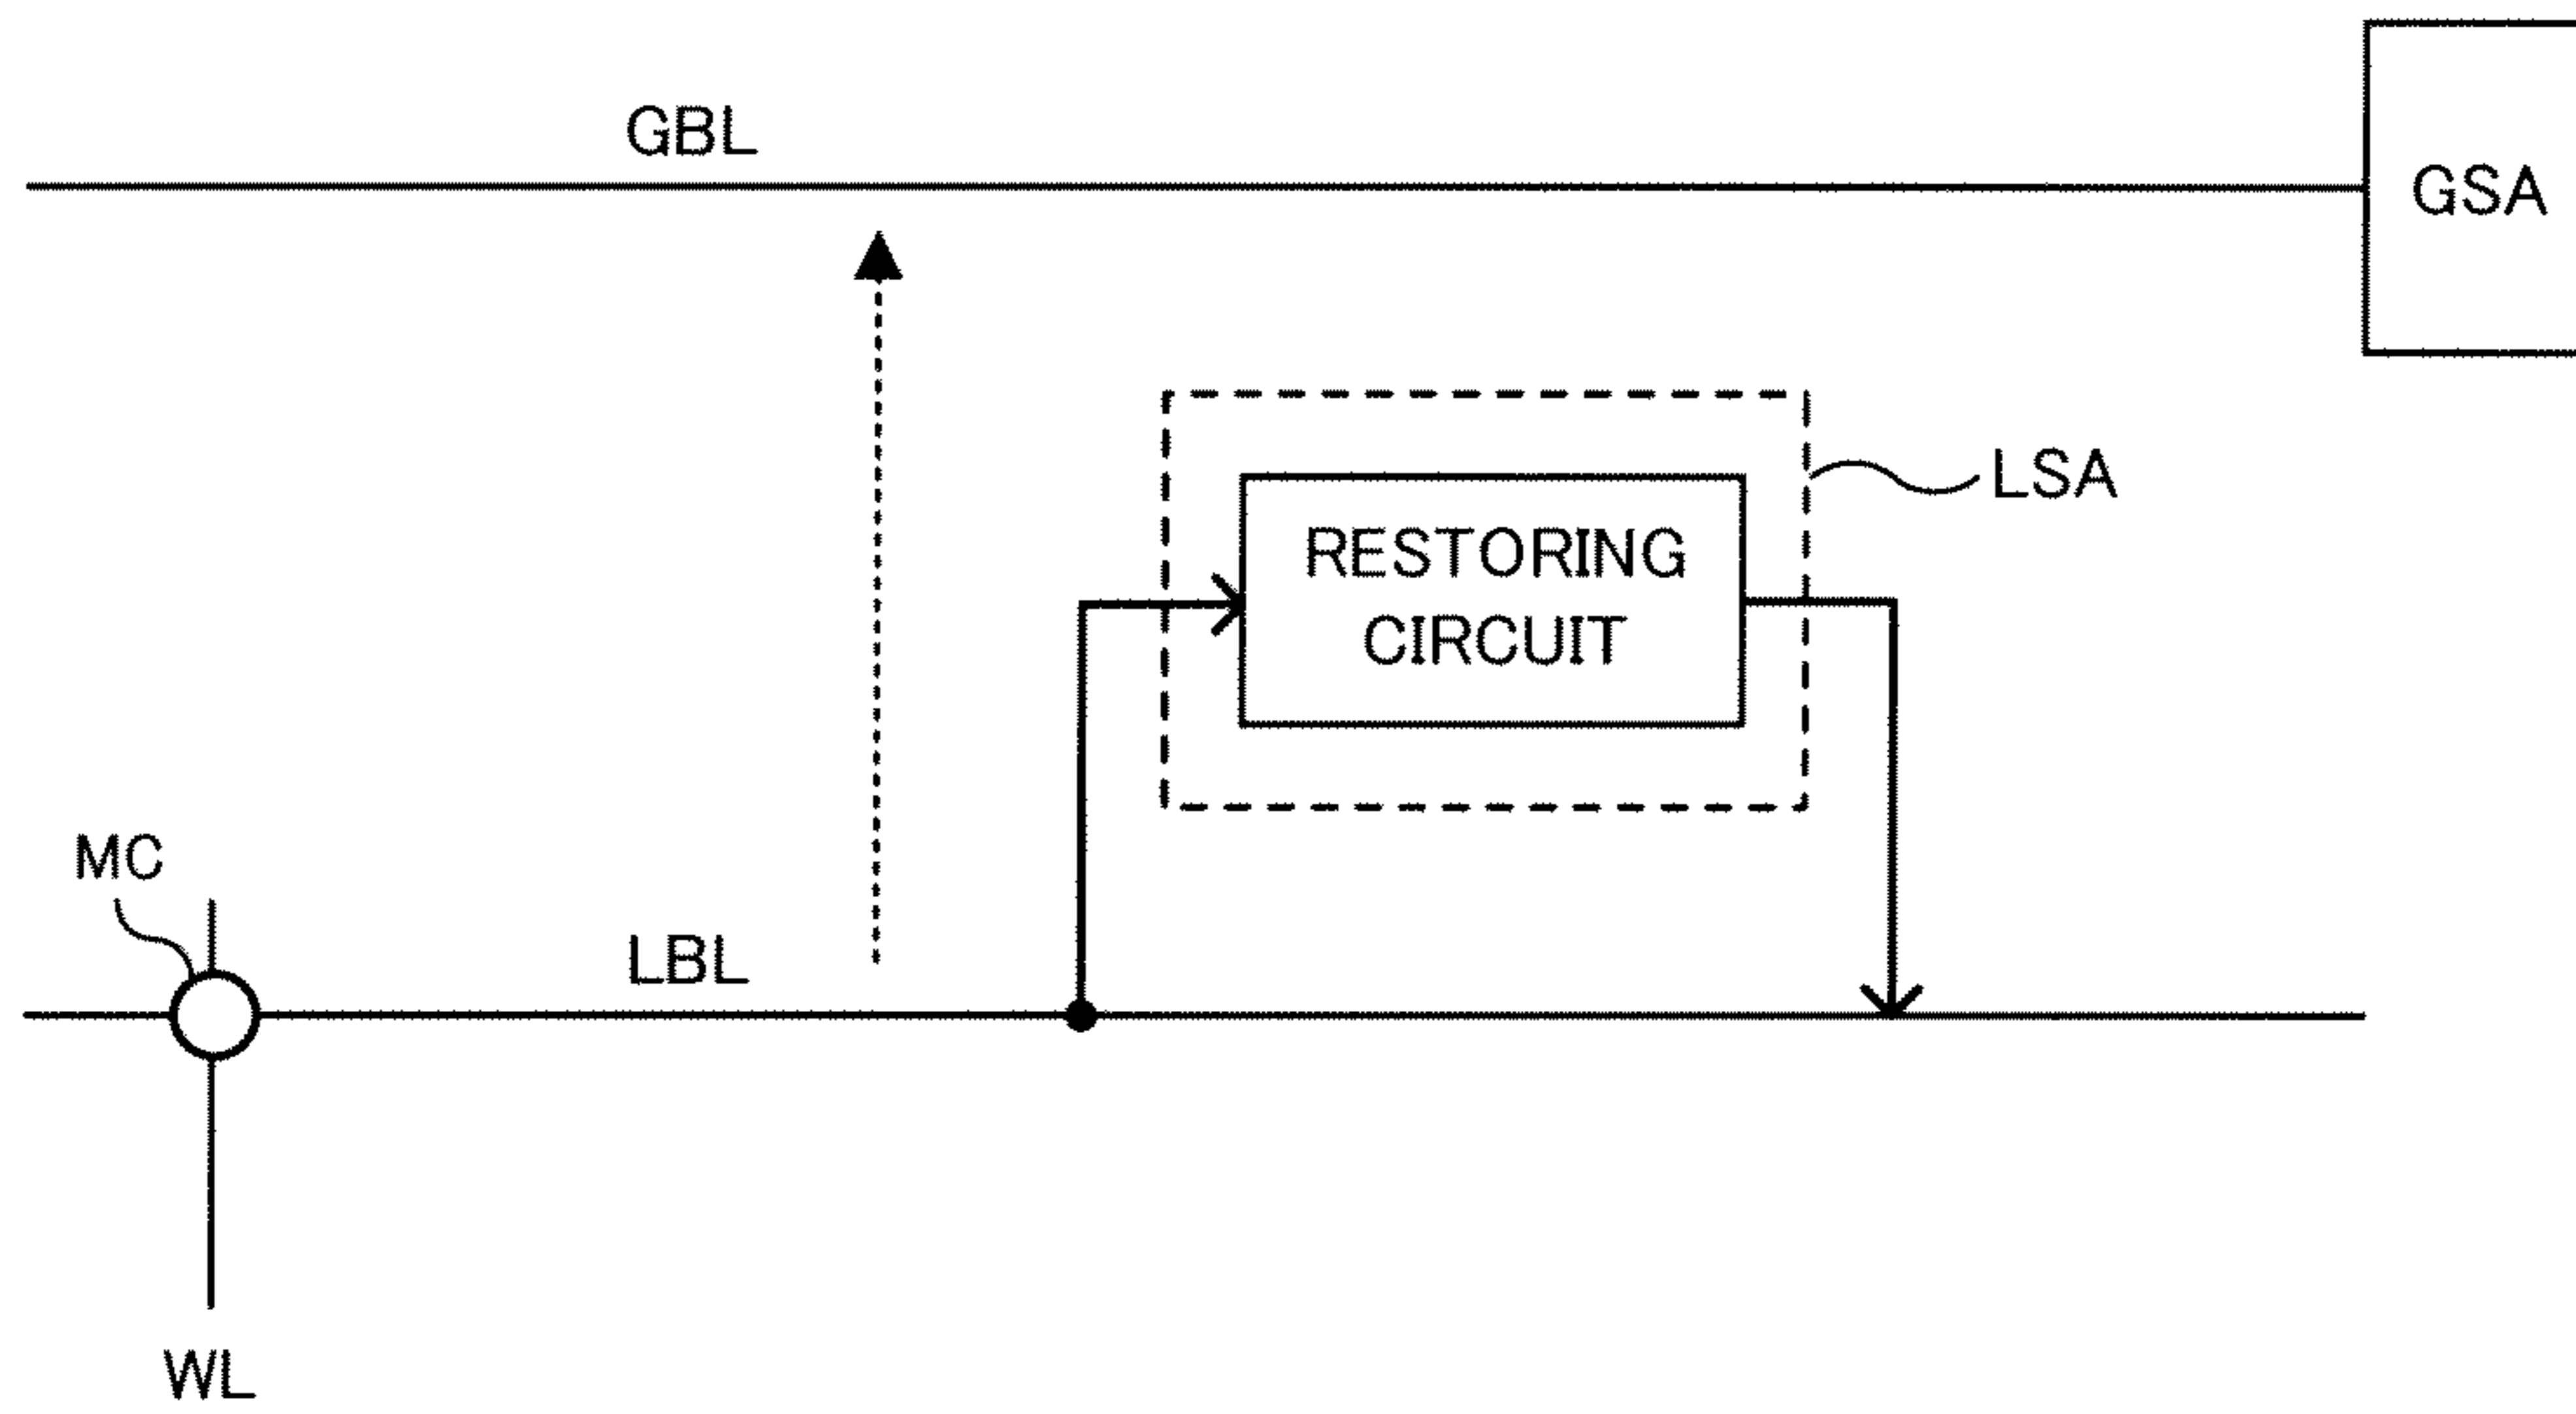 GBL
GSA
LSA
RESTORING
CIRCUIT
MC
LBL
WL